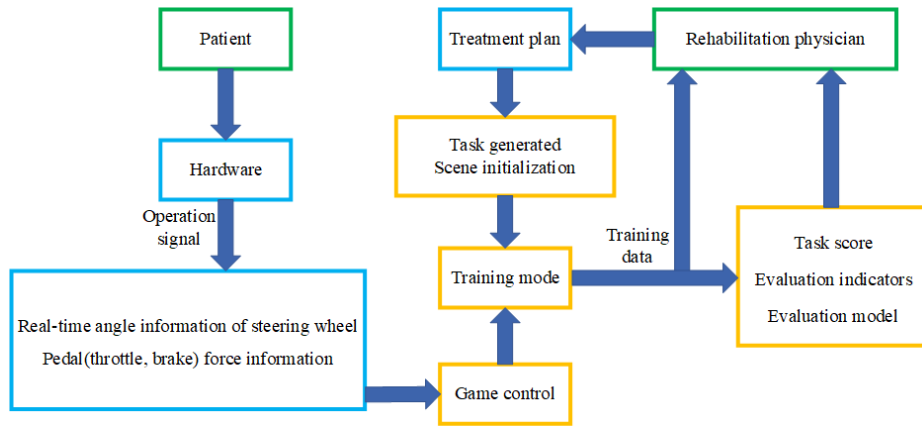 Patient
Treatment plan
Rehabilitation physician
Hardware
Task generated
Scene initialization
Operation
signal
Training
data
Training mode
Task score
Evaluation indicators
Evaluation model
Real-time angle information of steering wheel
Pedal(throttle, brake) force information
Game control